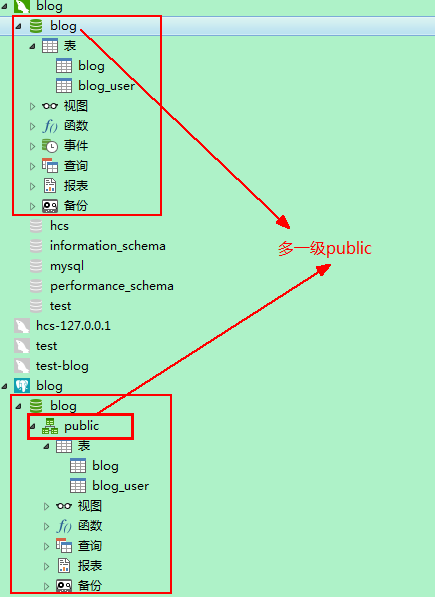 blog
blog
表
blog
blog_user
视图
f() 函数
事件
查询
报表
备份
hcs
information_schema
多一级public
mysql
performance_schema
test
hcs-127.0.0.1
test
test-blog
blog
blog
public
表
blog
blog_user
视图
f() 函数
查询
报表
备份